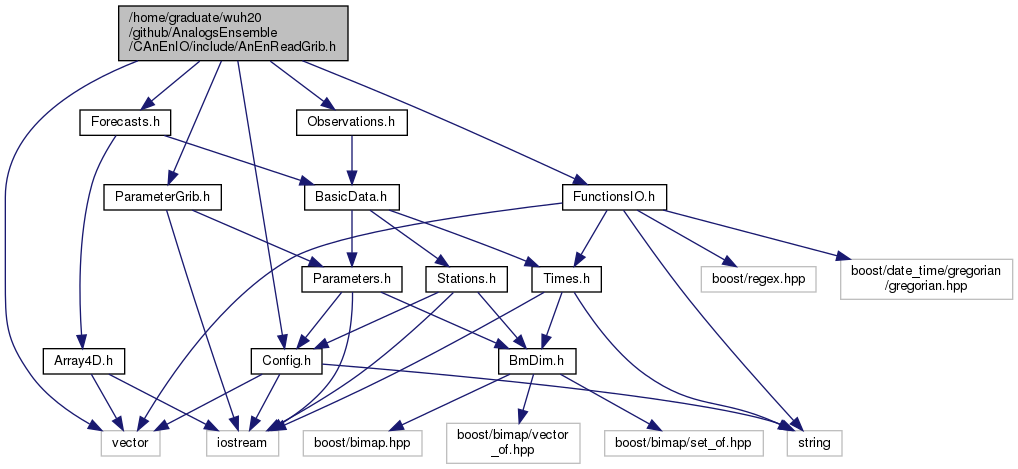 /home/graduate/wuh20
/github/AnalogsEnsemble
/CAnEnIO/include/AnEnReadGrib.h
Forecasts.h
Observations.h
ParameterGrib.h
BasicData.h
FunctionsIO.h
Parameters.h
Stations.h
Times.h
boost/regex.hpp
boost/date_time/gregorian
/gregorian.hpp
Array4D.h
Config.h
BmDim.h
vector
iostream
boost/bimap.hpp
boost/bimap/vector
_of.hpp
boost/bimap/set_of.hpp
string